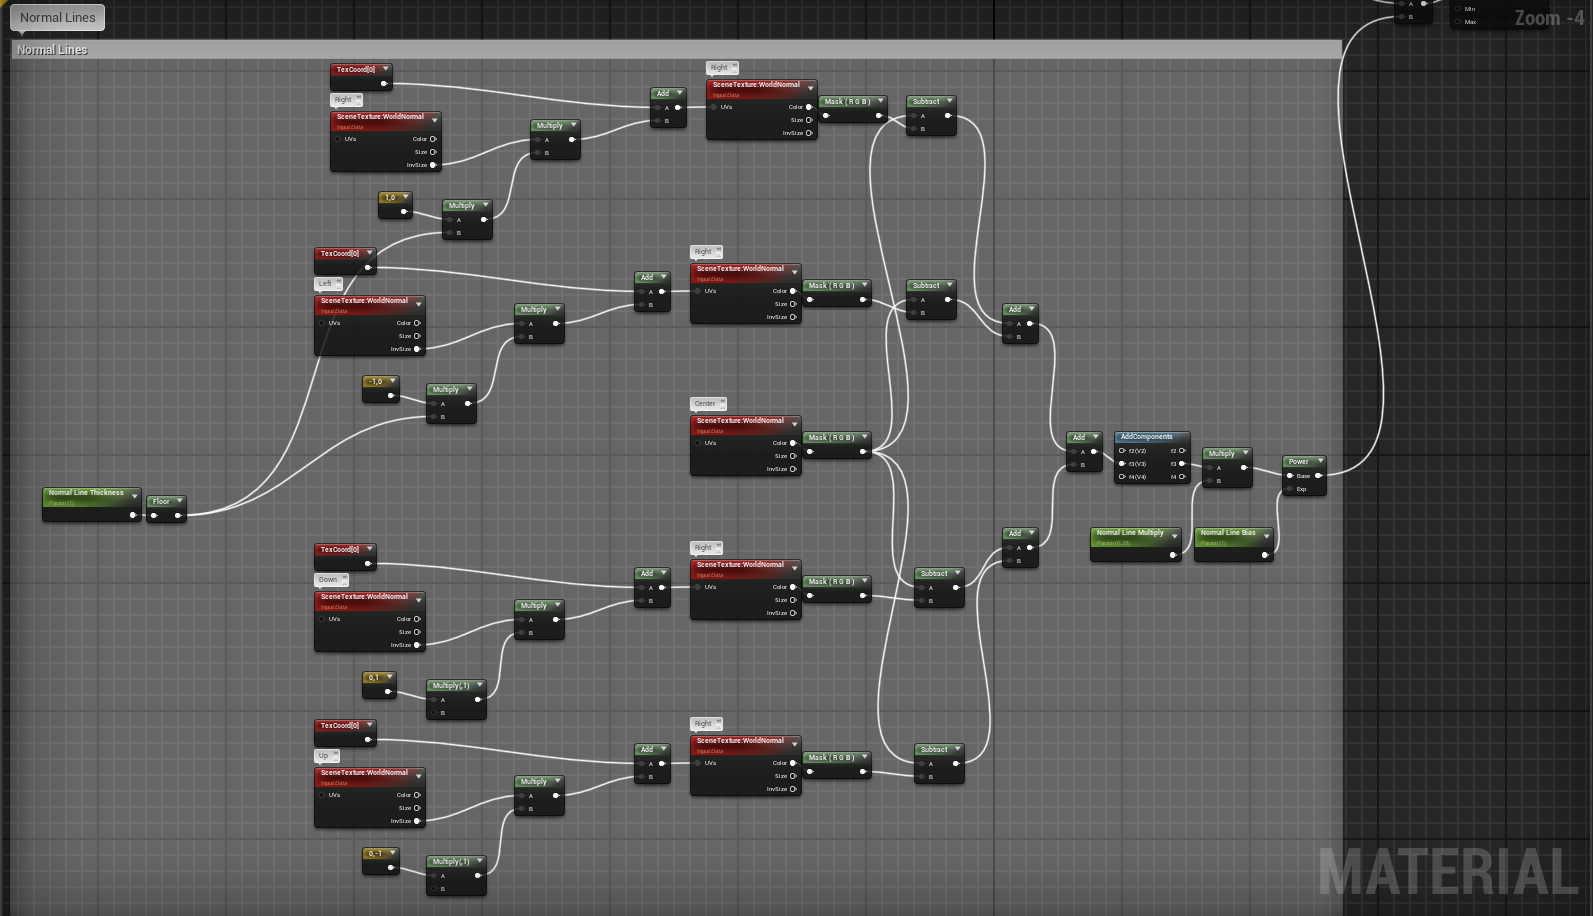 Normal Lines
Zoom -4
A
B
Min
Max
Normal Lines
TexCoord[0]
Right
SceneTexture:WorldNormal
Input Data
UVs
Color
Size
InvSize
1,0
Multiply
A
B
Multiply
A
B
Add
A
B
Right
SceneTexture:WorldNormal
Input Data
UVs
Color
Size
InvSize
Mask ( R G B )
Subtract
A
B
TexCoord[0]
Left
SceneTexture:WorldNormal
Input Data
UVs
Color
Size
InvSize
-1,0
Multiply
A
B
Multiply
A
B
Add
A
B
Right
SceneTexture:WorldNormal
Input Data
UVs
Color
Size
InvSize
Mask ( R G B )
Subtract
A
B
Add
A
B
Center
SceneTexture:WorldNormal
Input Data
UVs
Color
Size
InvSize
Mask ( R G B )
Add
A
B
AddComponents
f2(V2)
f2
f3(V3)
f3
f4(V4)
f4
Multiply
A
B
Power
Base
Exp
Normal Line Thickness
Param (1)
Floor
Normal Line Multiply
Param (0.25)
Normal Line Bias
Param (1)
TexCoord[0]
Down
SceneTexture:WorldNormal
Input Data
UVs
Color
Size
InvSize
0,1
Multiply(,1)
A
B
Multiply
A
B
Add
A
B
Right
SceneTexture:WorldNormal
Input Data
UVs
Color
Size
InvSize
Mask ( R G B )
Subtract
A
B
Add
A
B
TexCoord[0]
Up
SceneTexture:WorldNormal
Input Data
UVs
Color
Size
InvSize
0,-1
Multiply(,1)
A
B
Multiply
A
B
Add
A
B
Right
SceneTexture:WorldNormal
Input Data
UVs
Color
Size
InvSize
Mask ( R G B )
Subtract
A
B
MATERIAL